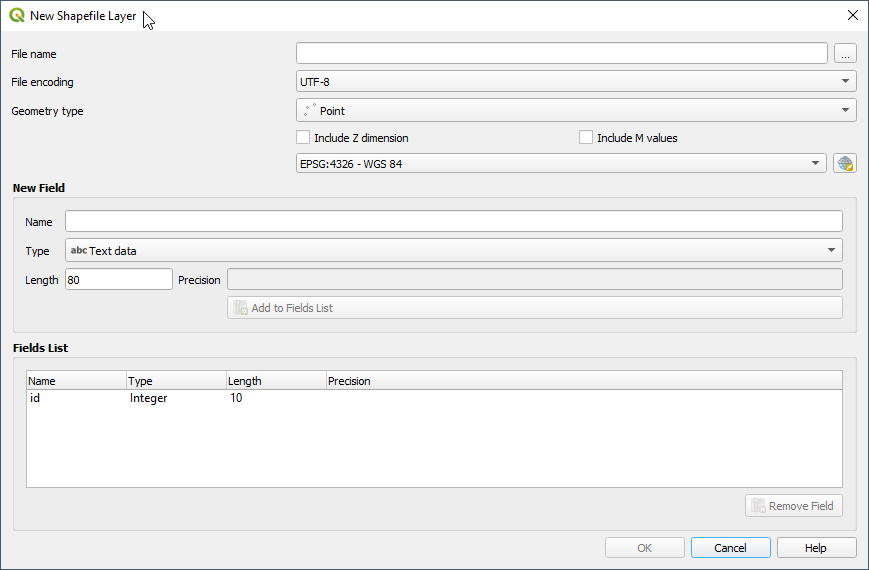 New Shapefile Layer
File name ...
File encoding UTF-8
Geometry type Point
Include Z dimension Include M values
EPSG:4326 - WGS 84
New Field
Name
Type abc Text data
Length 80 Precision
Add to Fields List
Fields List
Name Type Length Precision
id Integer 10
Remove Field
OK Cancel Help